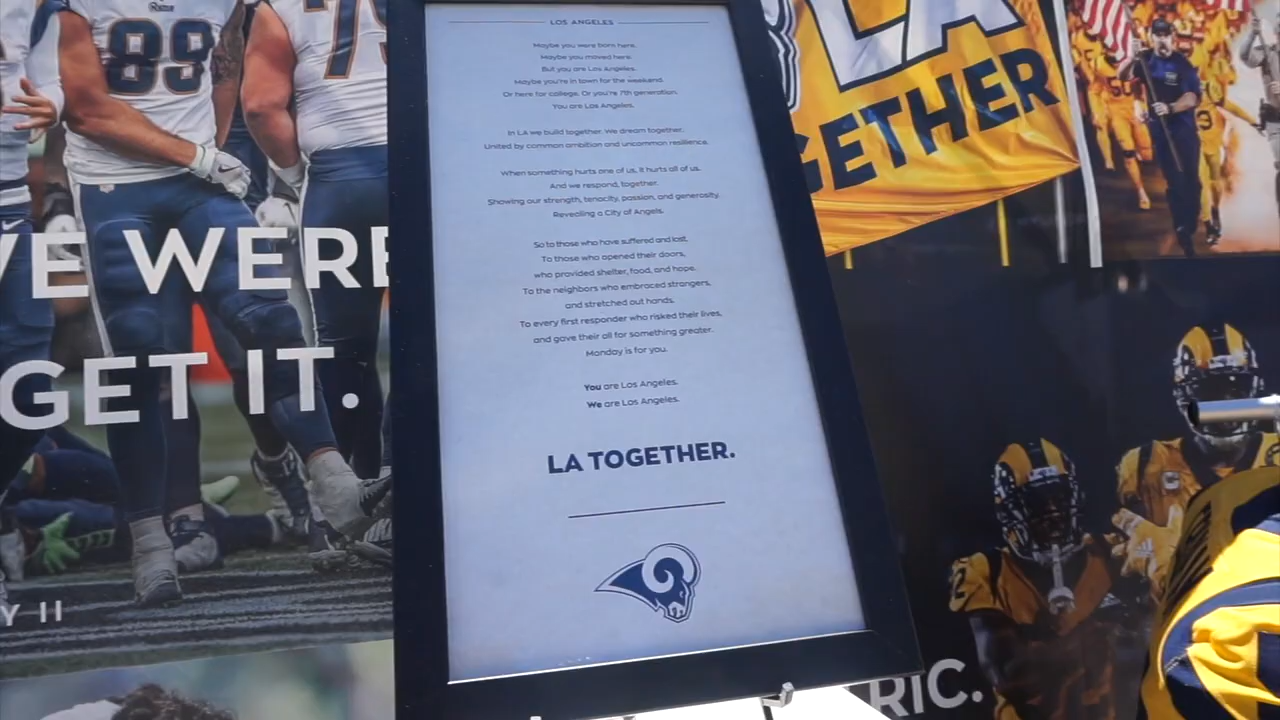 LOS ANGELES
Maybe you were born here.
Maybe you moved here.
But you are Los Angeles.
Maybe you're in town for the weekend.
Or here for college. Or you're 7th generation.
You are Los Angeles.
In LA we build together. We dream together.
United by common ambition and uncommon resilience.
When something hurts one of us, it hurts all of us.
And we respond, together.
Showing our strength, tenacity, passion, and generosity.
Revealing a City of Angels.
So to those who have suffered and lost,
To those who opened their doors,
who provided shelter, food, and hope.
To the neighbors who embraced strangers,
and stretched out hands.
To every first responder who risked their lives,
and gave their all for something greater.
Monday is for you.
You are Los Angeles.
We are Los Angeles.
LA TOGETHER.
89
Rams
VE WERE
GET IT.
Y II
LA
GETHER
RIC.